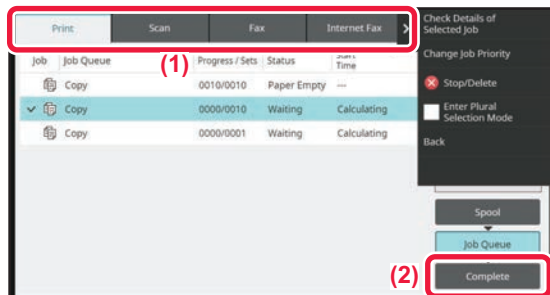 Print Scan Fax Internet Fax
(1)
Job Job Queue Progress / Sets Status Start Time
Copy 0010/0010 Paper Empty ---
Copy 0000/0010 Waiting Calculating
Copy 0000/0001 Waiting Calculating
Check Details of
Selected Job
Change Job Priority
Stop/Delete
Enter Plural
Selection Mode
Back
Spool
Job Queue
(2)
Complete